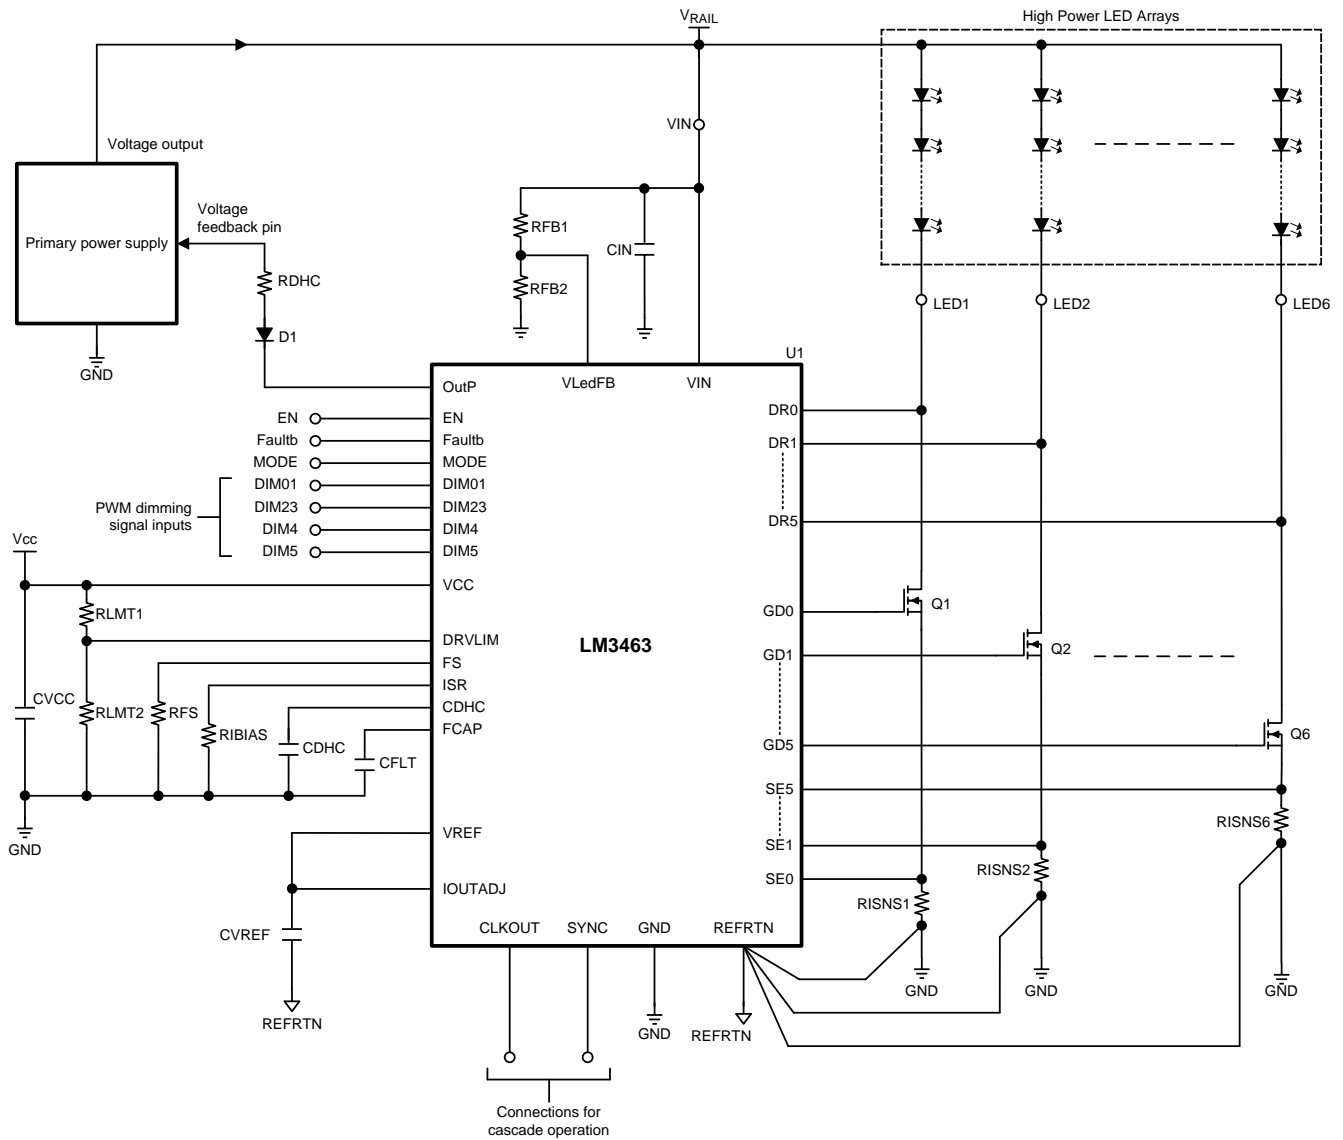 VRAIL
High Power LED Arrays
VIN
Voltage output
Voltage
feedback pin
Primary power supply
RDHC
RFB1
CIN
RFB2
D1
GND
LED1
LED2
LED6
U1
VLedFB
VIN
OutP
EN
EN
Faultb
Faultb
MODE
MODE
DIM01
DIM01
DIM23
DIM23
DIM4
DIM4
DIM5
DIM5
PWM dimming
signal inputs
DR0
DR1
DR5
Vcc
VCC
RLMT1
DRVLIM
FS
ISR
CDHC
FCAP
LM3463
GD0
Q1
GD1
Q2
GD5
Q6
CVCC
RLMT2
RFS
RIBIAS
CDHC
CFLT
GND
SE5
RISNS6
SE1
RISNS2
SE0
RISNS1
VREF
IOUTADJ
CVREF
REFRTN
CLKOUT
SYNC
GND
REFRTN
GND
GND
GND
GND
REFRTN
Connections for
cascade operation